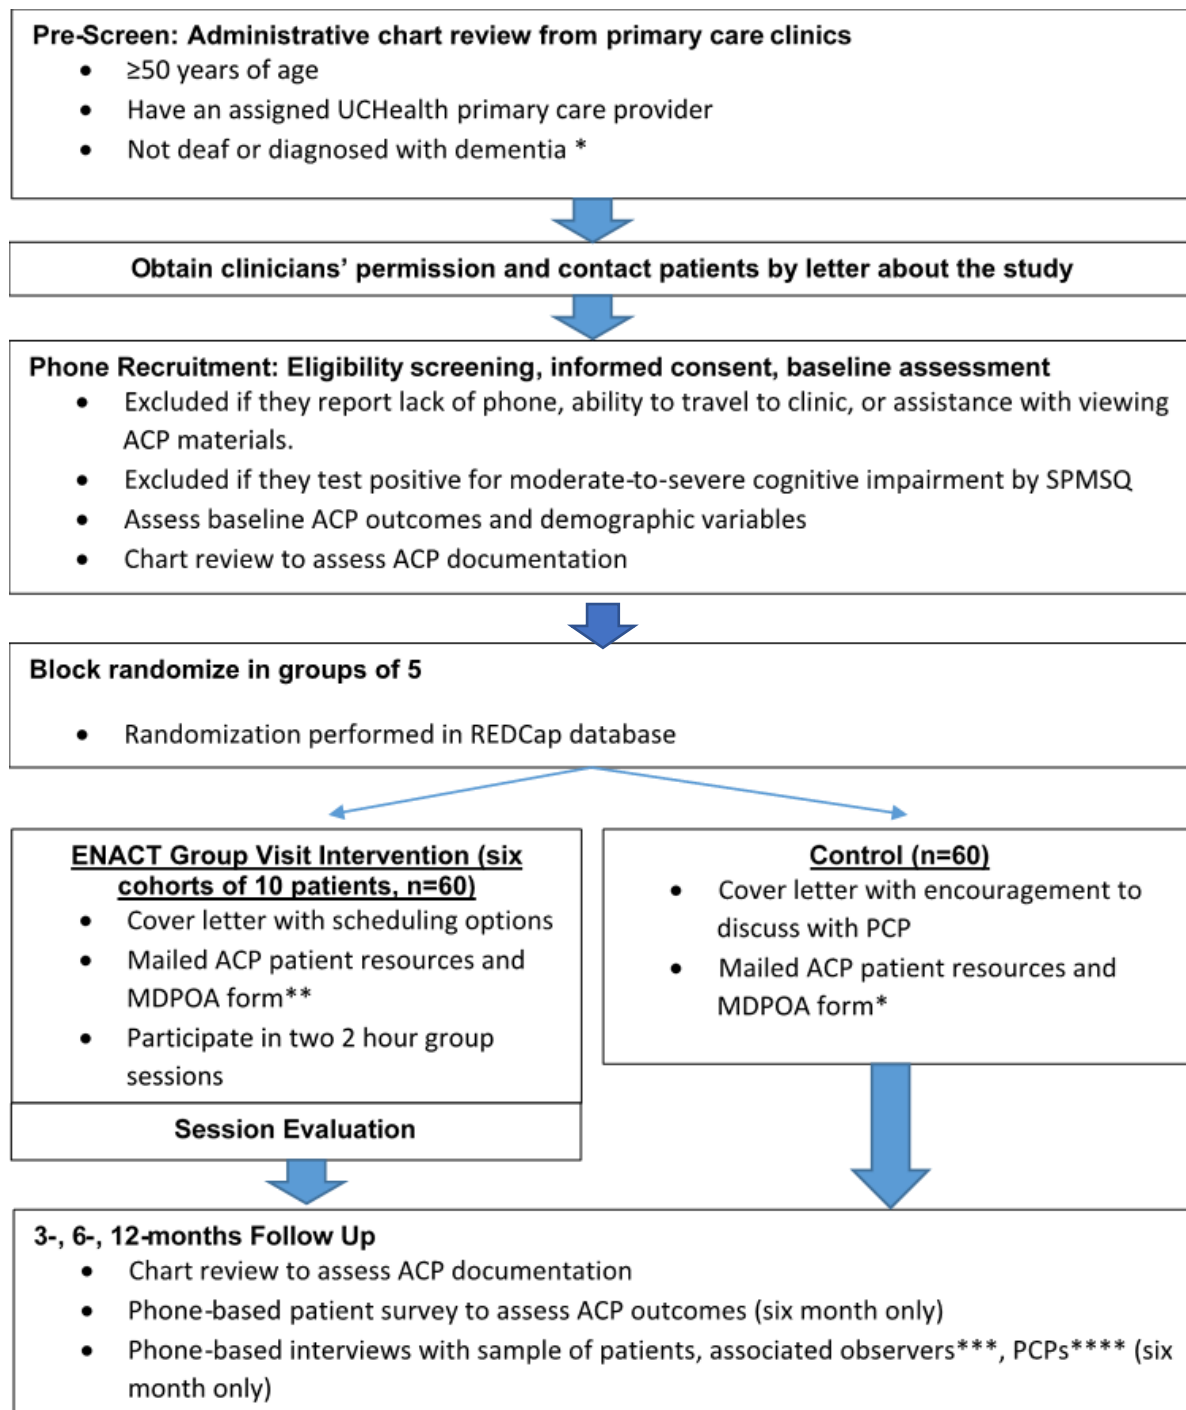 Pre-Screen: Administrative chart review from primary care clinics
• ≥50 years of age
• Have an assigned UCHealth primary care provider
• Not deaf or diagnosed with dementia *
Obtain clinicians’ permission and contact patients by letter about the study
Phone Recruitment: Eligibility screening, informed consent, baseline assessment
• Excluded if they report lack of phone, ability to travel to clinic, or assistance with viewing
ACP materials.
• Excluded if they test positive for moderate-to-severe cognitive impairment by SPMSQ
• Assess baseline ACP outcomes and demographic variables
• Chart review to assess ACP documentation
Block randomize in groups of 5
• Randomization performed in REDCap database
ENACT Group Visit Intervention (six
cohorts of 10 patients, n=60)
• Cover letter with scheduling options
• Mailed ACP patient resources and
MDPOA form**
• Participate in two 2 hour group
sessions
Session Evaluation
Control (n=60)
• Cover letter with encouragement to
discuss with PCP
• Mailed ACP patient resources and
MDPOA form*
3-, 6-, 12-months Follow Up
• Chart review to assess ACP documentation
• Phone-based patient survey to assess ACP outcomes (six month only)
• Phone-based interviews with sample of patients, associated observers***, PCPs**** (six
month only)